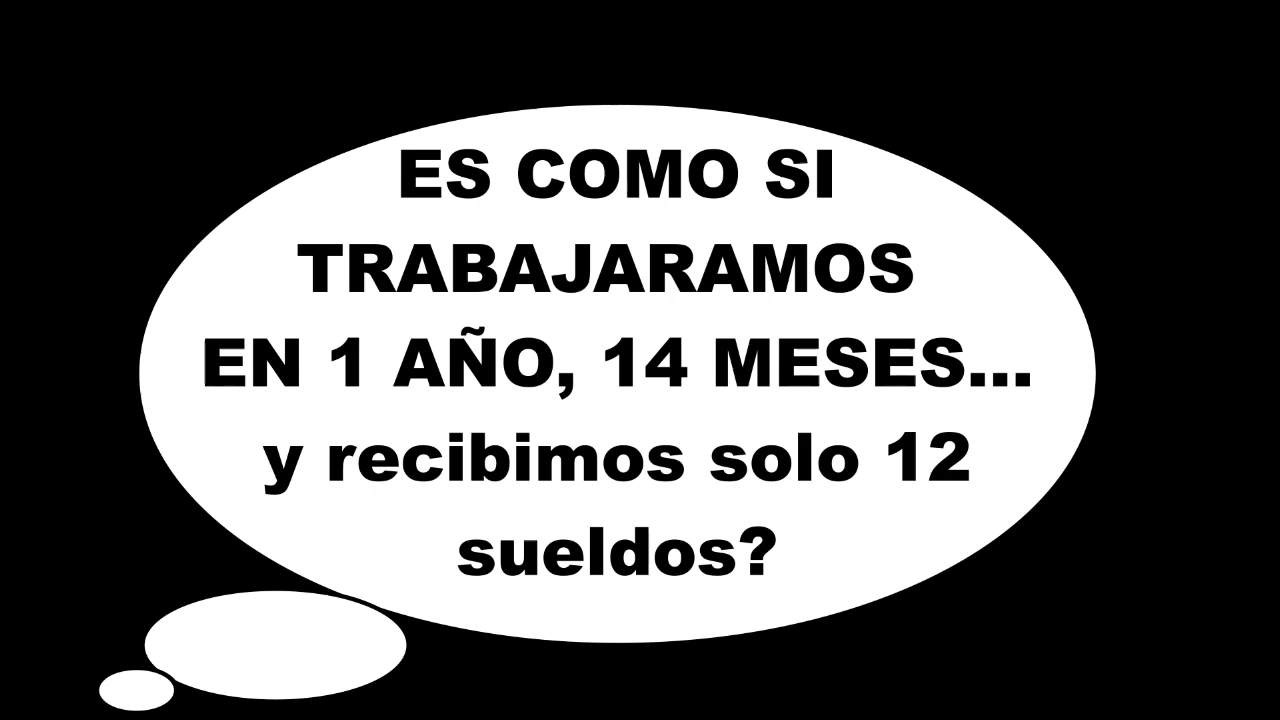 ES COMO SI
TRABAJARAMOS
EN 1 AÑO, 14 MESES...
y recibimos solo 12
sueldos?